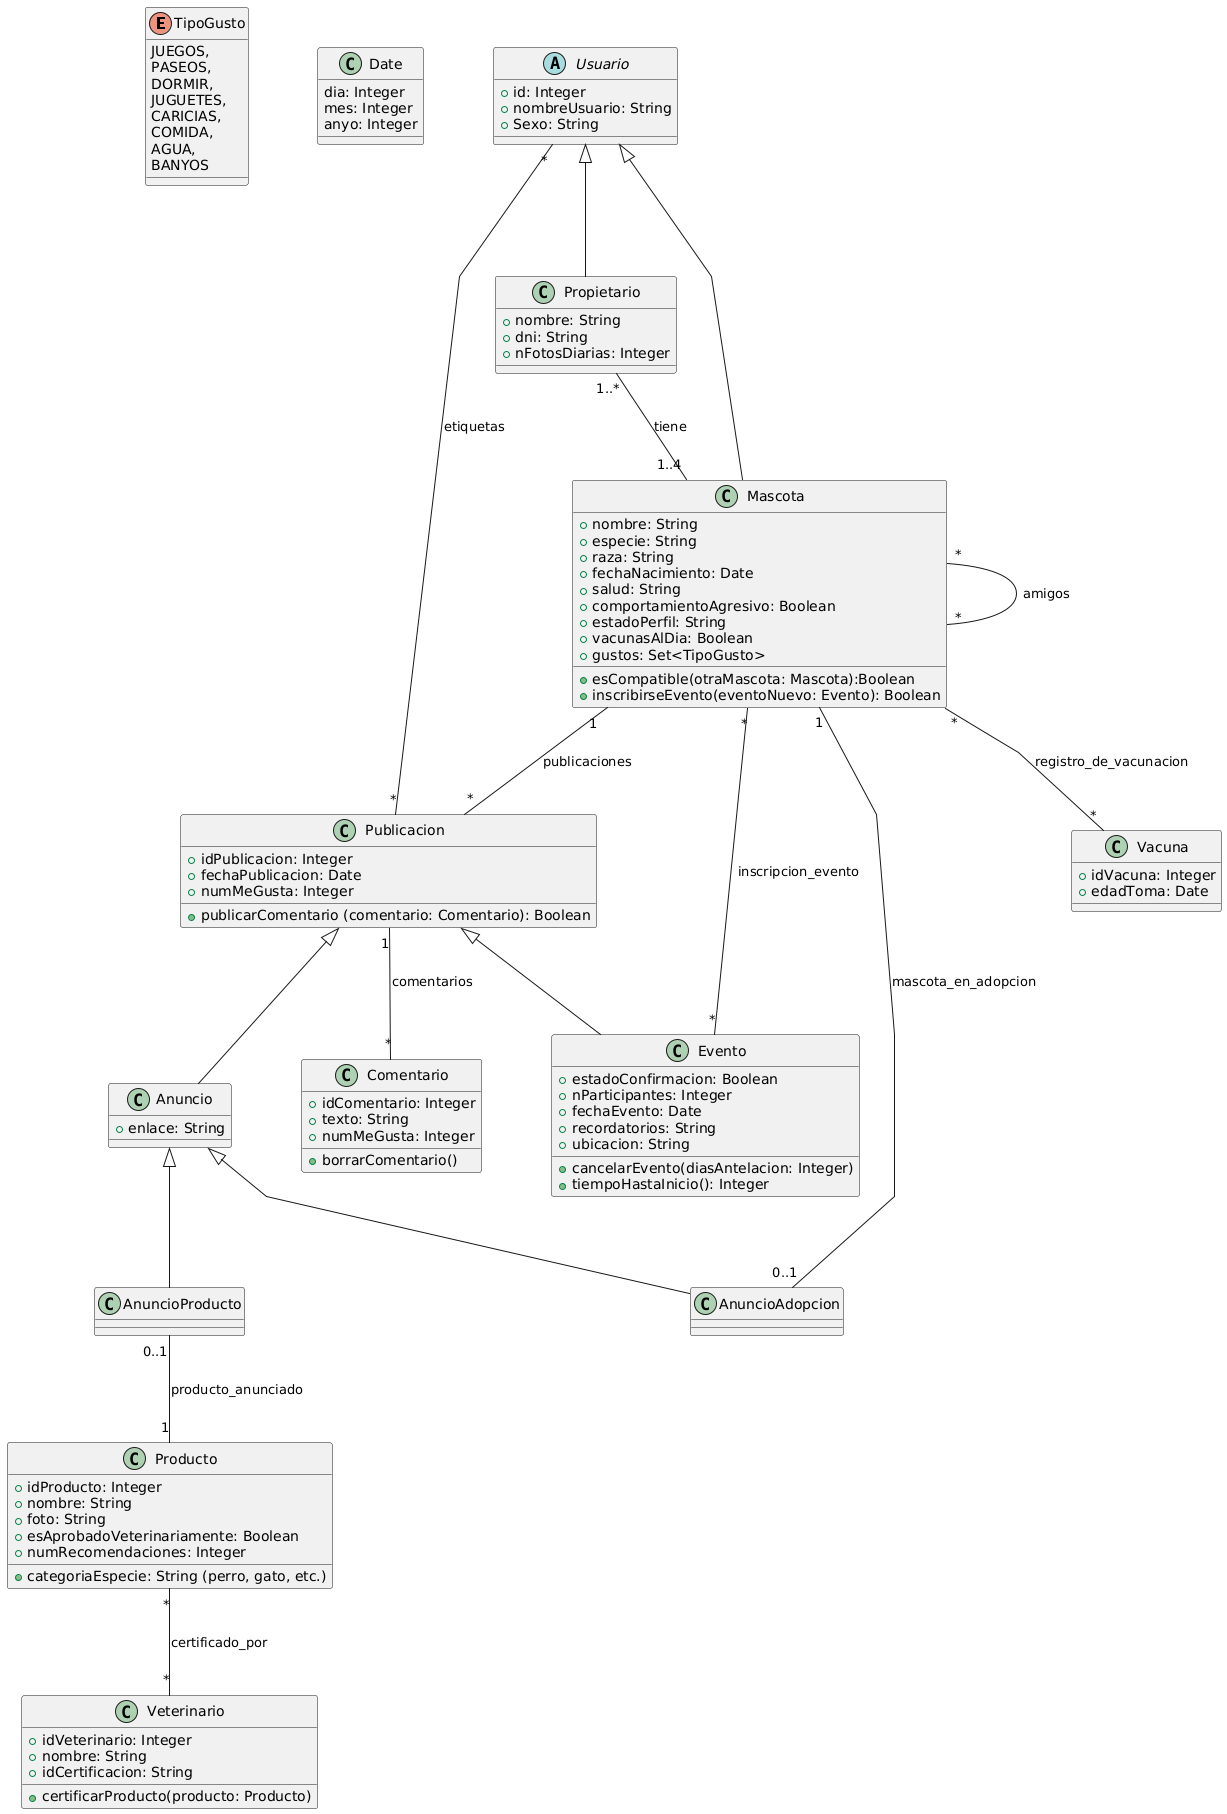 E TipoGusto
JUEGOS,
PASEOS,
DORMIR,
JUGUETES,
CARICIAS,
COMIDA,
AGUA,
BANYOS
C Date
dia: Integer
mes: Integer
anyo: Integer
A Usuario
id: Integer
nombreUsuario: String
Sexo: String
*
C Propietario
nombre: String
dni: String
nFotosDiarias: Integer
1..*
etiquetas
tiene
1..4
C Mascota
nombre: String
especie: String
raza: String
fechaNacimiento: Date
salud: String
comportamientoAgresivo: Boolean
estadoPerfil: String
vacunasAlDia: Boolean
gustos: Set<TipoGusto>
esCompatible(otraMascota: Mascota):Boolean
inscribirseEvento(eventoNuevo: Evento): Boolean
*
amigos
*
1
*
1
*
publicaciones
registro_de_vacunacion
*
*
*
C Publicacion
idPublicacion: Integer
fechaPublicacion: Date
numMeGusta: Integer
publicarComentario (comentario: Comentario): Boolean
inscripcion_evento
C Vacuna
idVacuna: Integer
edadToma: Date
1
comentarios
mascota_en_adopcion
*
*
C Anuncio
enlace: String
C Comentario
idComentario: Integer
texto: String
numMeGusta: Integer
borrarComentario()
C Evento
estadoConfirmacion: Boolean
nParticipantes: Integer
fechaEvento: Date
recordatorios: String
ubicacion: String
cancelarEvento(diasAntelacion: Integer)
tiempoHastaInicio(): Integer
0..1
C AnuncioProducto
C AnuncioAdopcion
0..1
producto_anunciado
1
C Producto
idProducto: Integer
nombre: String
foto: String
esAprobadoVeterinariamente: Boolean
numRecomendaciones: Integer
categoriaEspecie: String (perro, gato, etc.)
*
certificado_por
*
C Veterinario
idVeterinario: Integer
nombre: String
idCertificacion: String
certificarProducto(producto: Producto)